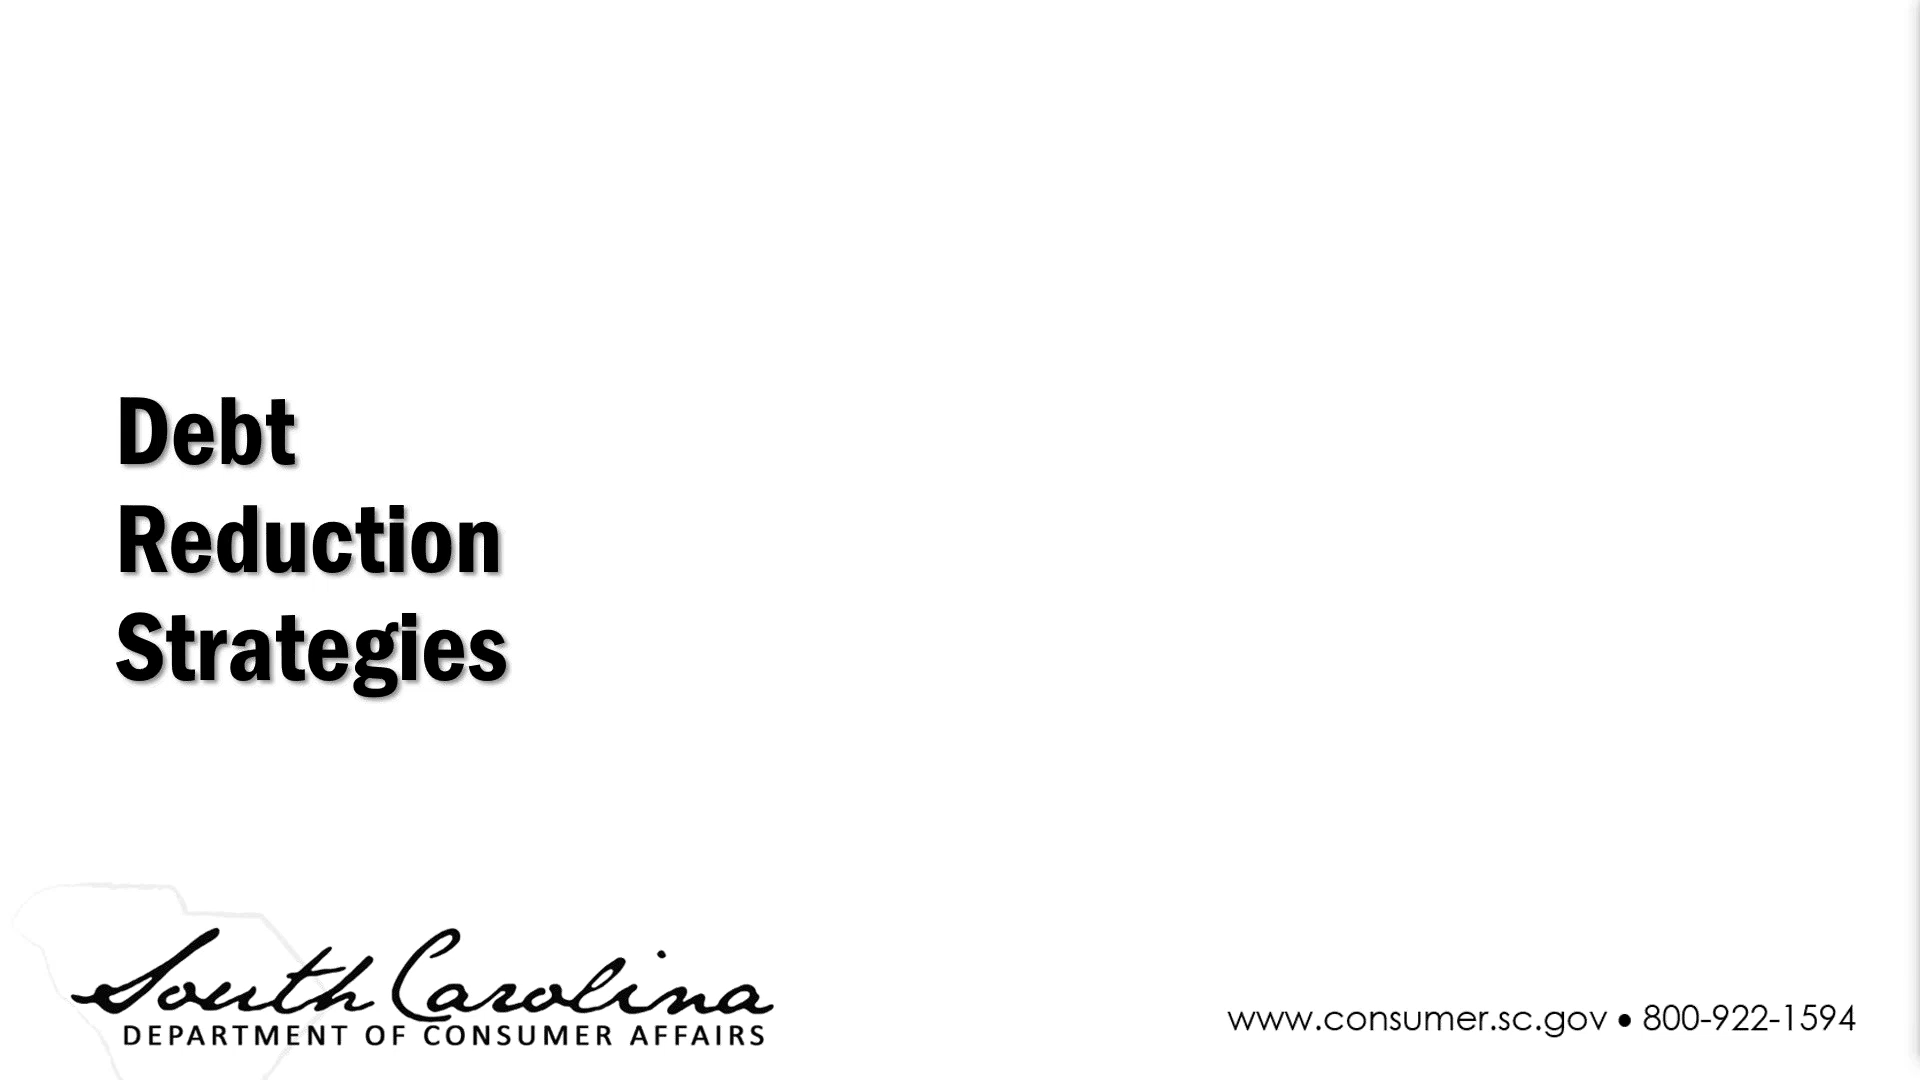 Debt
Reduction
Strategies
South Carolina
DEPARTMENT OF CONSUMER AFFAIRS
www.consumer.sc.gov • 800-922-1594